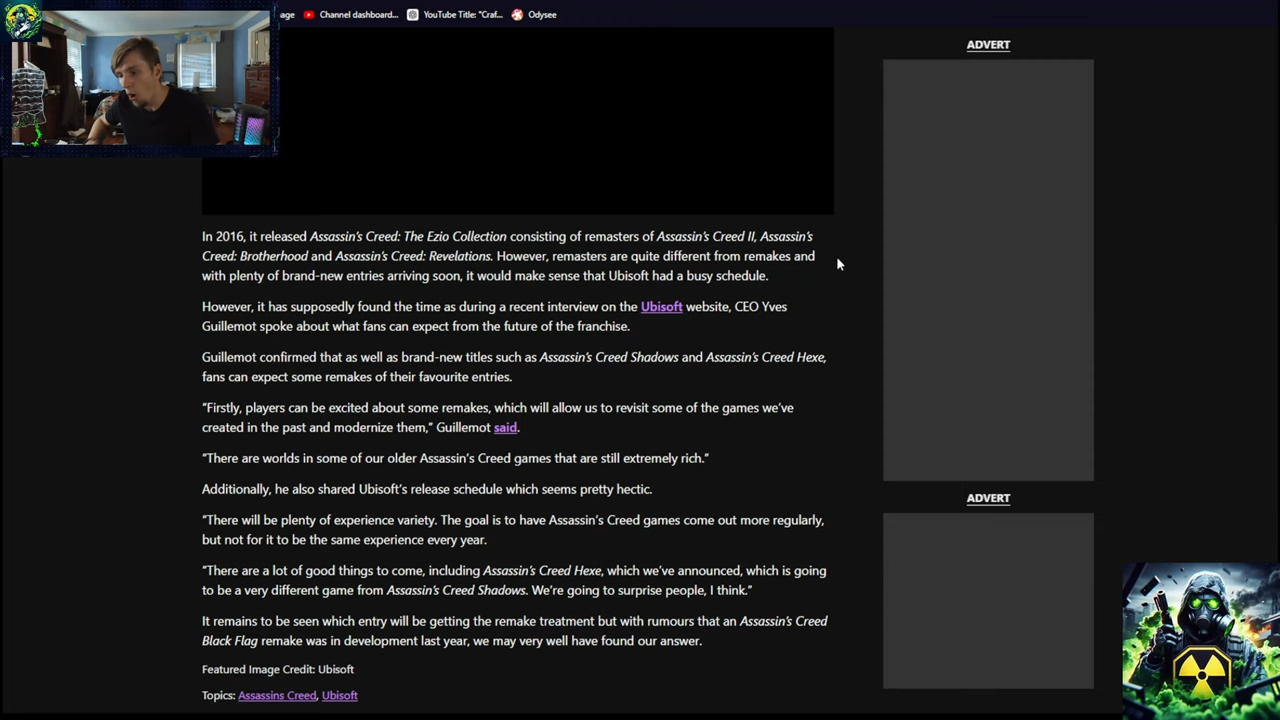 age
Channel dashboard...
YouTube Title: "Craf...
Odysee
ADVERT
In 2016, it released Assassin's Creed: The Ezio Collection consisting of remasters of Assassin's Creed II, Assassin's
Creed: Brotherhood and Assassin's Creed: Revelations. However, remasters are quite different from remakes and
with plenty of brand-new entries arriving soon, it would make sense that Ubisoft had a busy schedule.
However, it has supposedly found the time as during a recent interview on the Ubisoft website, CEO Yves
Guillemot spoke about what fans can expect from the future of the franchise.
Guillemot confirmed that as well as brand-new titles such as Assassin's Creed Shadows and Assassin's Creed Hexe,
fans can expect some remakes of their favourite entries.
“Firstly, players can be excited about some remakes, which will allow us to revisit some of the games we’ve
created in the past and modernize them,” Guillemot said.
“There are worlds in some of our older Assassin’s Creed games that are still extremely rich.”
Additionally, he also shared Ubisoft’s release schedule which seems pretty hectic.
ADVERT
“There will be plenty of experience variety. The goal is to have Assassin’s Creed games come out more regularly,
but not for it to be the same experience every year.
“There are a lot of good things to come, including Assassin’s Creed Hexe, which we’ve announced, which is going
to be a very different game from Assassin’s Creed Shadows. We’re going to surprise people, I think.”
It remains to be seen which entry will be getting the remake treatment but with rumours that an Assassin’s Creed
Black Flag remake was in development last year, we may very well have found our answer.
Featured Image Credit: Ubisoft
Topics: Assassins Creed, Ubisoft